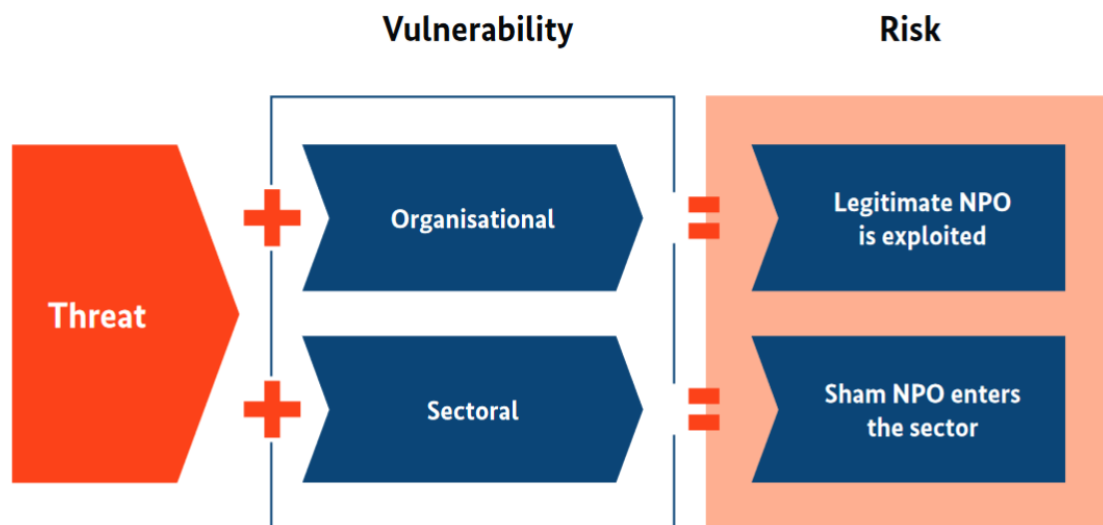 Vulnerability
Risk
Threat
+
Organisational
=
Legitimate NPO
is exploited
+
Sectoral
=
Sham NPO enters
the sector